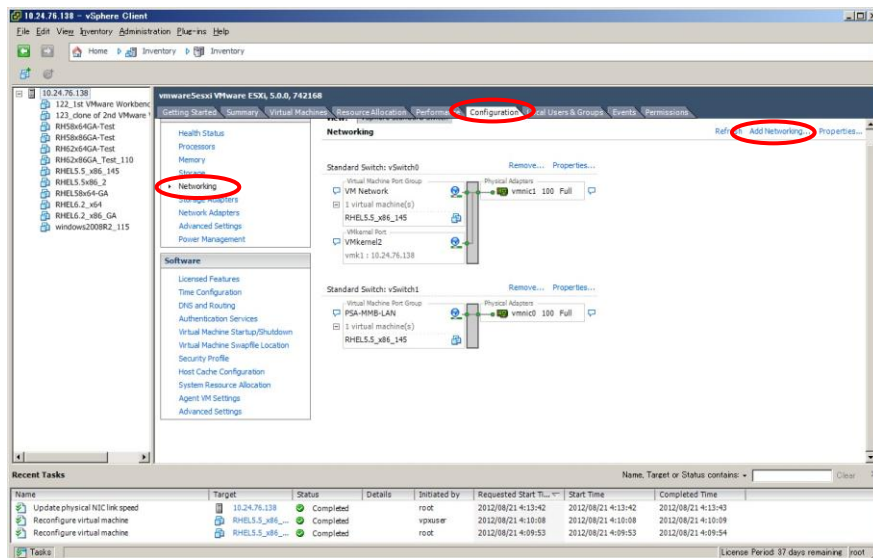 10.24.76.138 - vSphere Client
File Edit View Inventory Administration Plug-ins Help
Home Inventory Inventory
10.24.76.138
122_1st VMware Workbenc
123_clone of 2nd VMware
RH58x64GA-Test
RH58x86GA-Test
RH62x64GA-Test
RH62x86GA_Test_110
RHEL5.5_x86_145
RHEL5.5x86_2
RHEL58x64-GA
RHEL6.2_x64
RHEL6.2_x86_GA
windows2008R2_115
vmware5esxi VMware ESXi, 5.0.0, 742168
Getting Started Summary Virtual Machines Resource Allocation Performance Configuration Local Users & Groups Events Permissions
Health Status
Processors
Memory
Storage
Networking
Storage Adapters
Network Adapters
Advanced Settings
Power Management
Software
Licensed Features
Time Configuration
DNS and Routing
Authentication Services
Virtual Machine Startup/Shutdown
Virtual Machine Swapfile Location
Security Profile
Host Cache Configuration
System Resource Allocation
Agent VM Settings
Advanced Settings
View: vSphere Standard Switch
Networking
Refresh Add Networking... Properties...
Standard Switch: vSwitch0 Remove... Properties...
Virtual Machine Port Group Physical Adapters
VM Network vmnic1 100 Full
1 virtual machine(s)
RHEL5.5_x86_145
VMkernel Port
VMkernel2
vmk1 : 10.24.76.138
Standard Switch: vSwitch1 Remove... Properties...
Virtual Machine Port Group Physical Adapters
PSA-MMB-LAN vmnic0 100 Full
1 virtual machine(s)
RHEL5.5_x86_145
Recent Tasks
Name, Target or Status contains: Clear
Name Target Status Details Initiated by Requested Start Ti... Start Time Completed Time
Update physical NIC link speed 10.24.76.138 Completed root 2012/08/21 4:13:42 2012/08/21 4:13:42 2012/08/21 4:13:43
Reconfigure virtual machine RHEL5.5_x86_... Completed vpxuser 2012/08/21 4:10:08 2012/08/21 4:10:08 2012/08/21 4:10:09
Reconfigure virtual machine RHEL5.5_x86_... Completed root 2012/08/21 4:09:53 2012/08/21 4:09:53 2012/08/21 4:09:54
Tasks License Period: 37 days remaining root